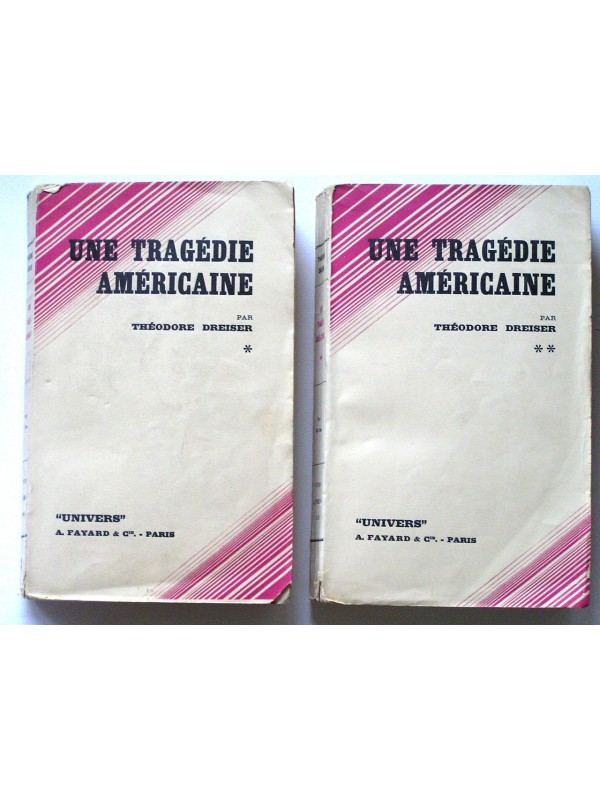 UNE TRAGÉDIE
AMÉRICAINE
PAR
THÉODORE DREISER
*
"UNIVERS"
A. FAYARD & Cie. - PARIS
UNE TRAGÉDIE
AMÉRICAINE
PAR
THÉODORE DREISER
**
"UNIVERS"
A. FAYARD & Cie. - PARIS